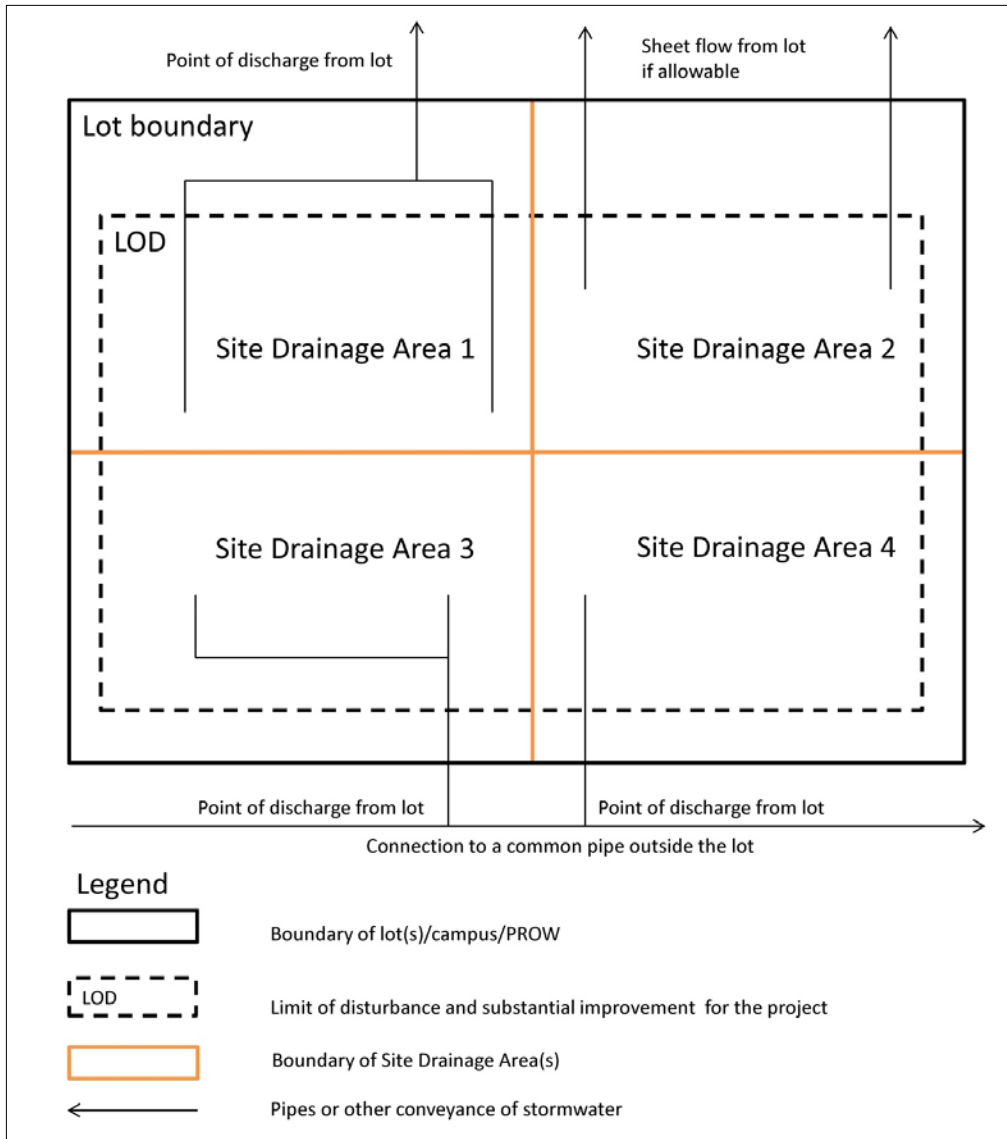 Point of discharge from lot
Sheet flow from lot
if allowable
Lot boundary
LOD
Site Drainage Area 1
Site Drainage Area 2
Site Drainage Area 3
Site Drainage Area 4
Point of discharge from lot
Point of discharge from lot
Connection to a common pipe outside the lot
Legend
Boundary of lot(s)/campus/PROW
LOD
Limit of disturbance and substantial improvement for the project
Boundary of Site Drainage Area(s)
Pipes or other conveyance of stormwater